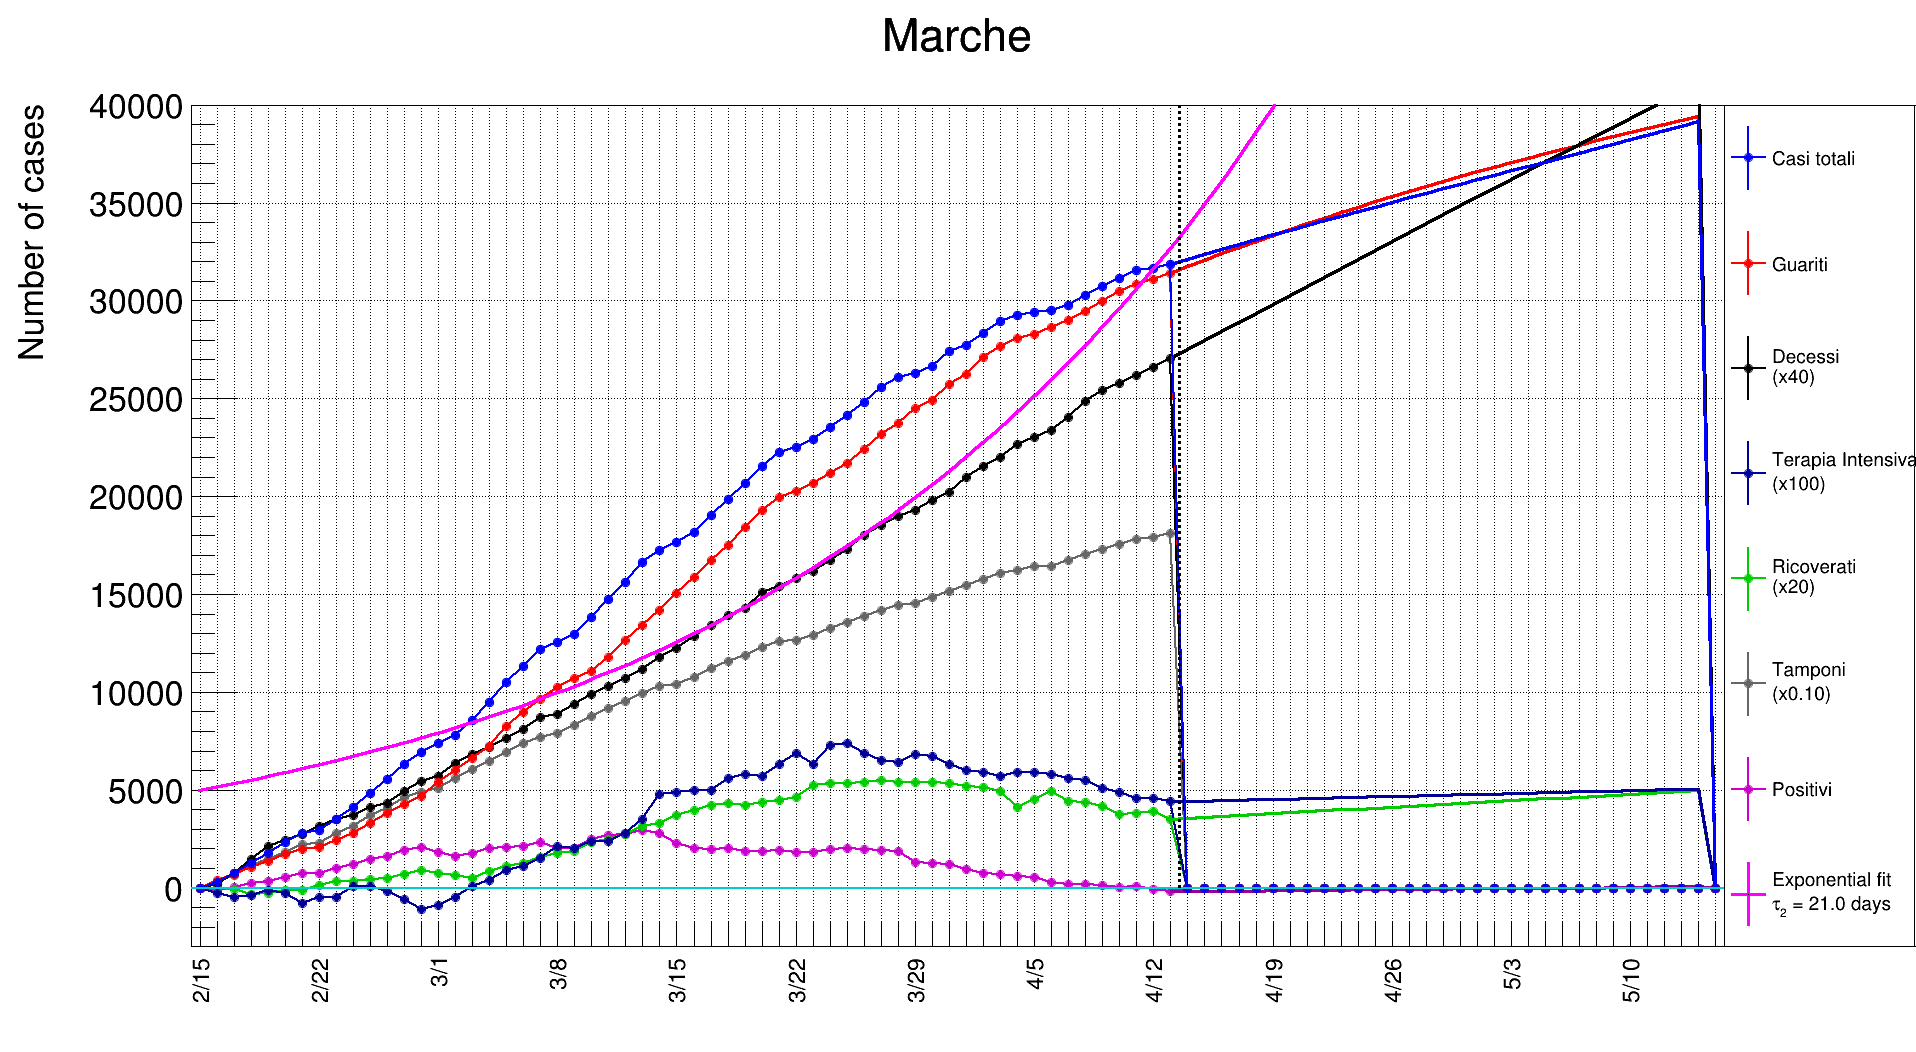 Marche
Number of cases
40000
35000
30000
25000
20000
15000
10000
5000
0
2/15
2/22
3/1
3/8
3/15
3/22
3/29
4/5
4/12
4/19
4/26
5/3
5/10
Casi totali
Guariti
Decessi
(x40)
Terapia Intensiva
(x100)
Ricoverati
(x20)
Tamponi
(x0.10)
Positivi
Exponential fit
τ2 = 21.0 days